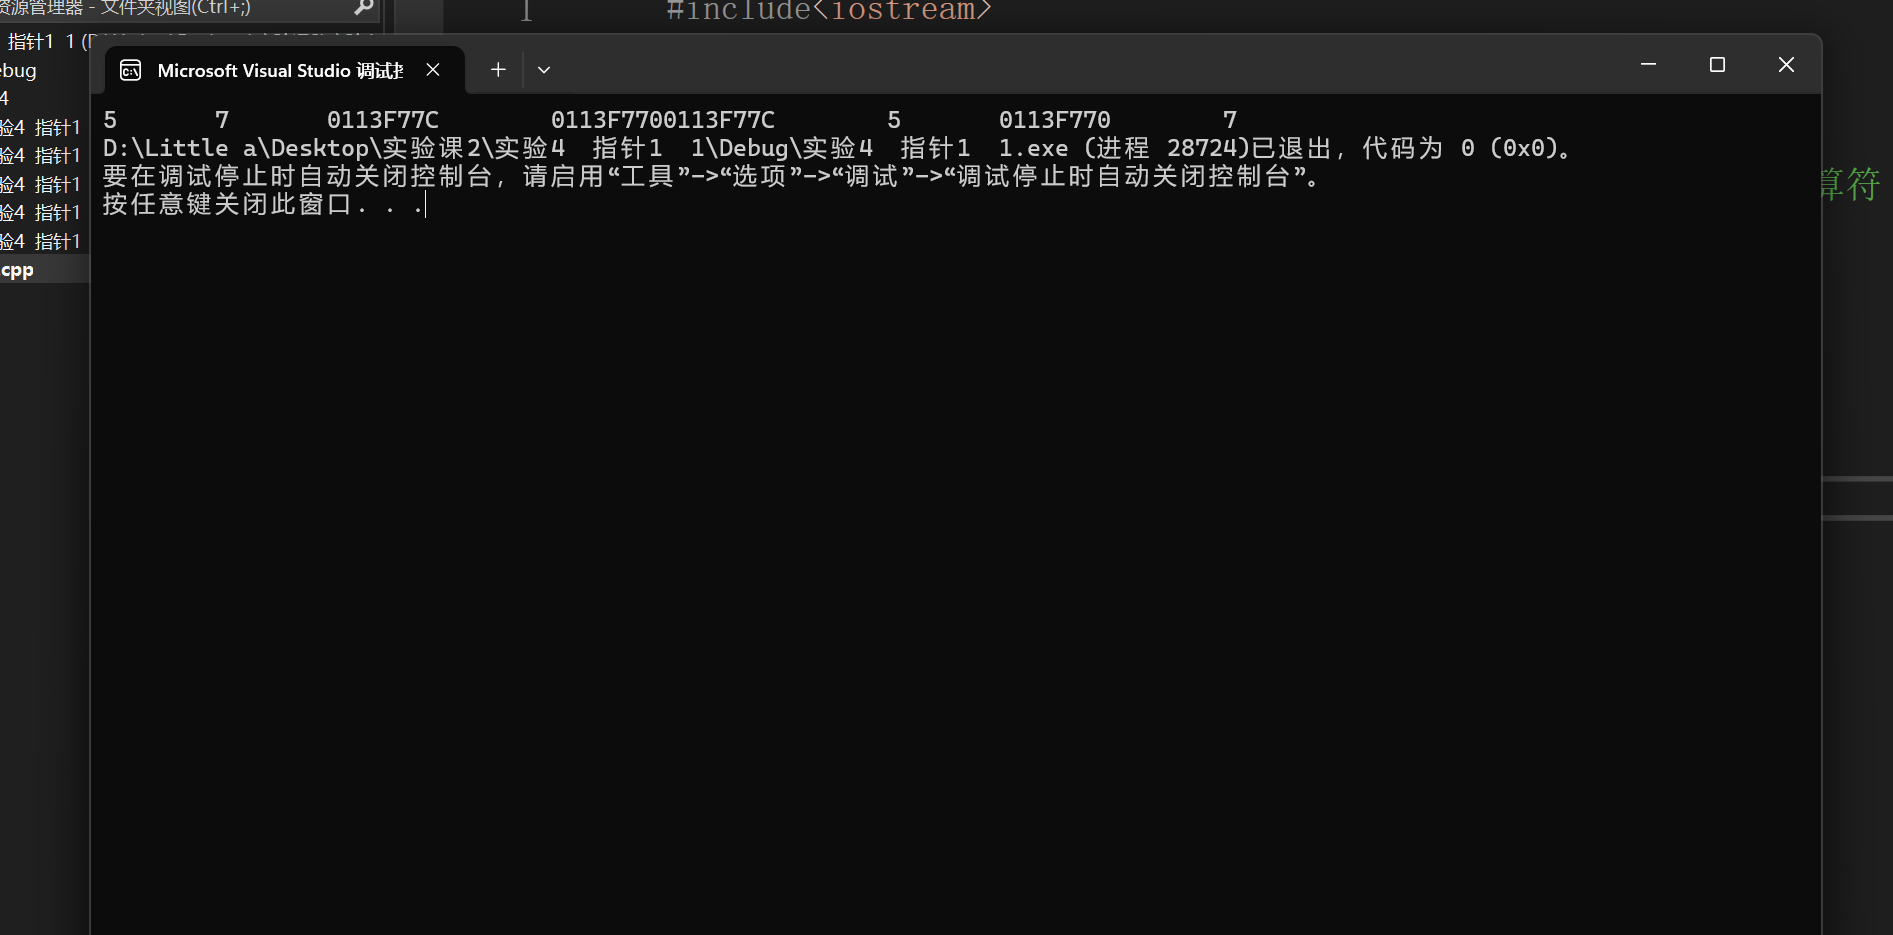 资源管理器 - 文件夹视图(Ctrl+;)
1 #include<iostream>
指针1 1
ebug
4
验4 指针1
验4 指针1
验4 指针1
验4 指针1
验4 指针1
.cpp
Microsoft Visual Studio 调试
5 7 0113F77C 0113F7700113F77C 5 0113F770 7
D:\Little a\Desktop\实验课2\实验4 指针1 1\Debug\实验4 指针1 1.exe (进程 28724)已退出，代码为 0 (0x0)。
要在调试停止时自动关闭控制台，请启用“工具”->“选项”->“调试”->“调试停止时自动关闭控制台”。
按任意键关闭此窗口. . .
算符